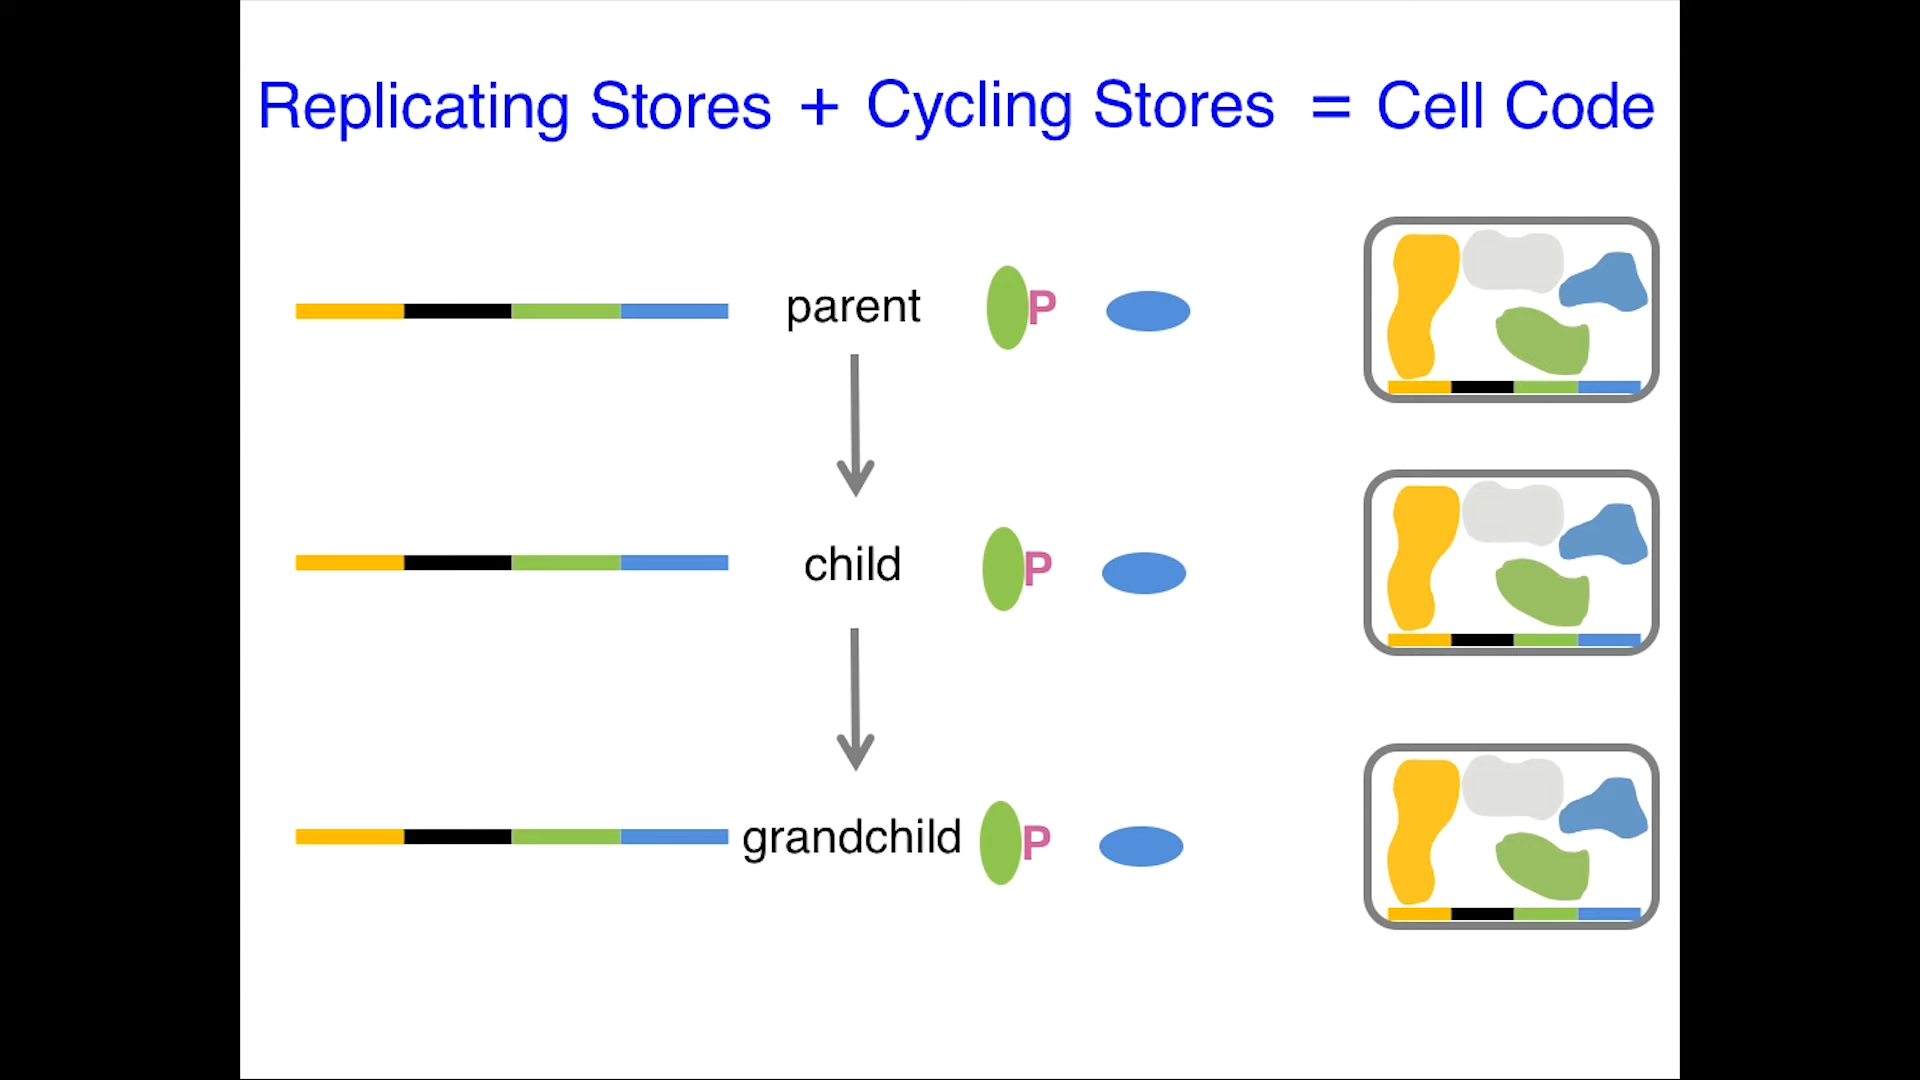 Replicating Stores + Cycling Stores = Cell Code
parent P
child P
grandchild P